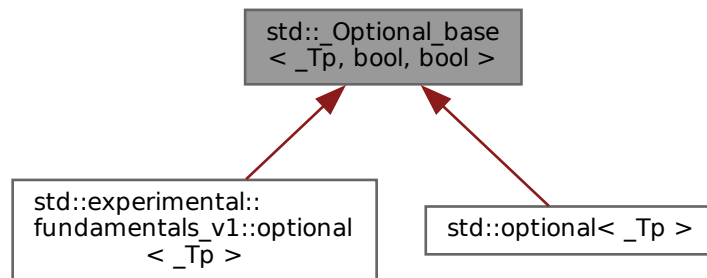 std::_Optional_base
< _Tp, bool, bool >
std::experimental::
fundamentals_v1::optional
< _Tp >
std::optional< _Tp >